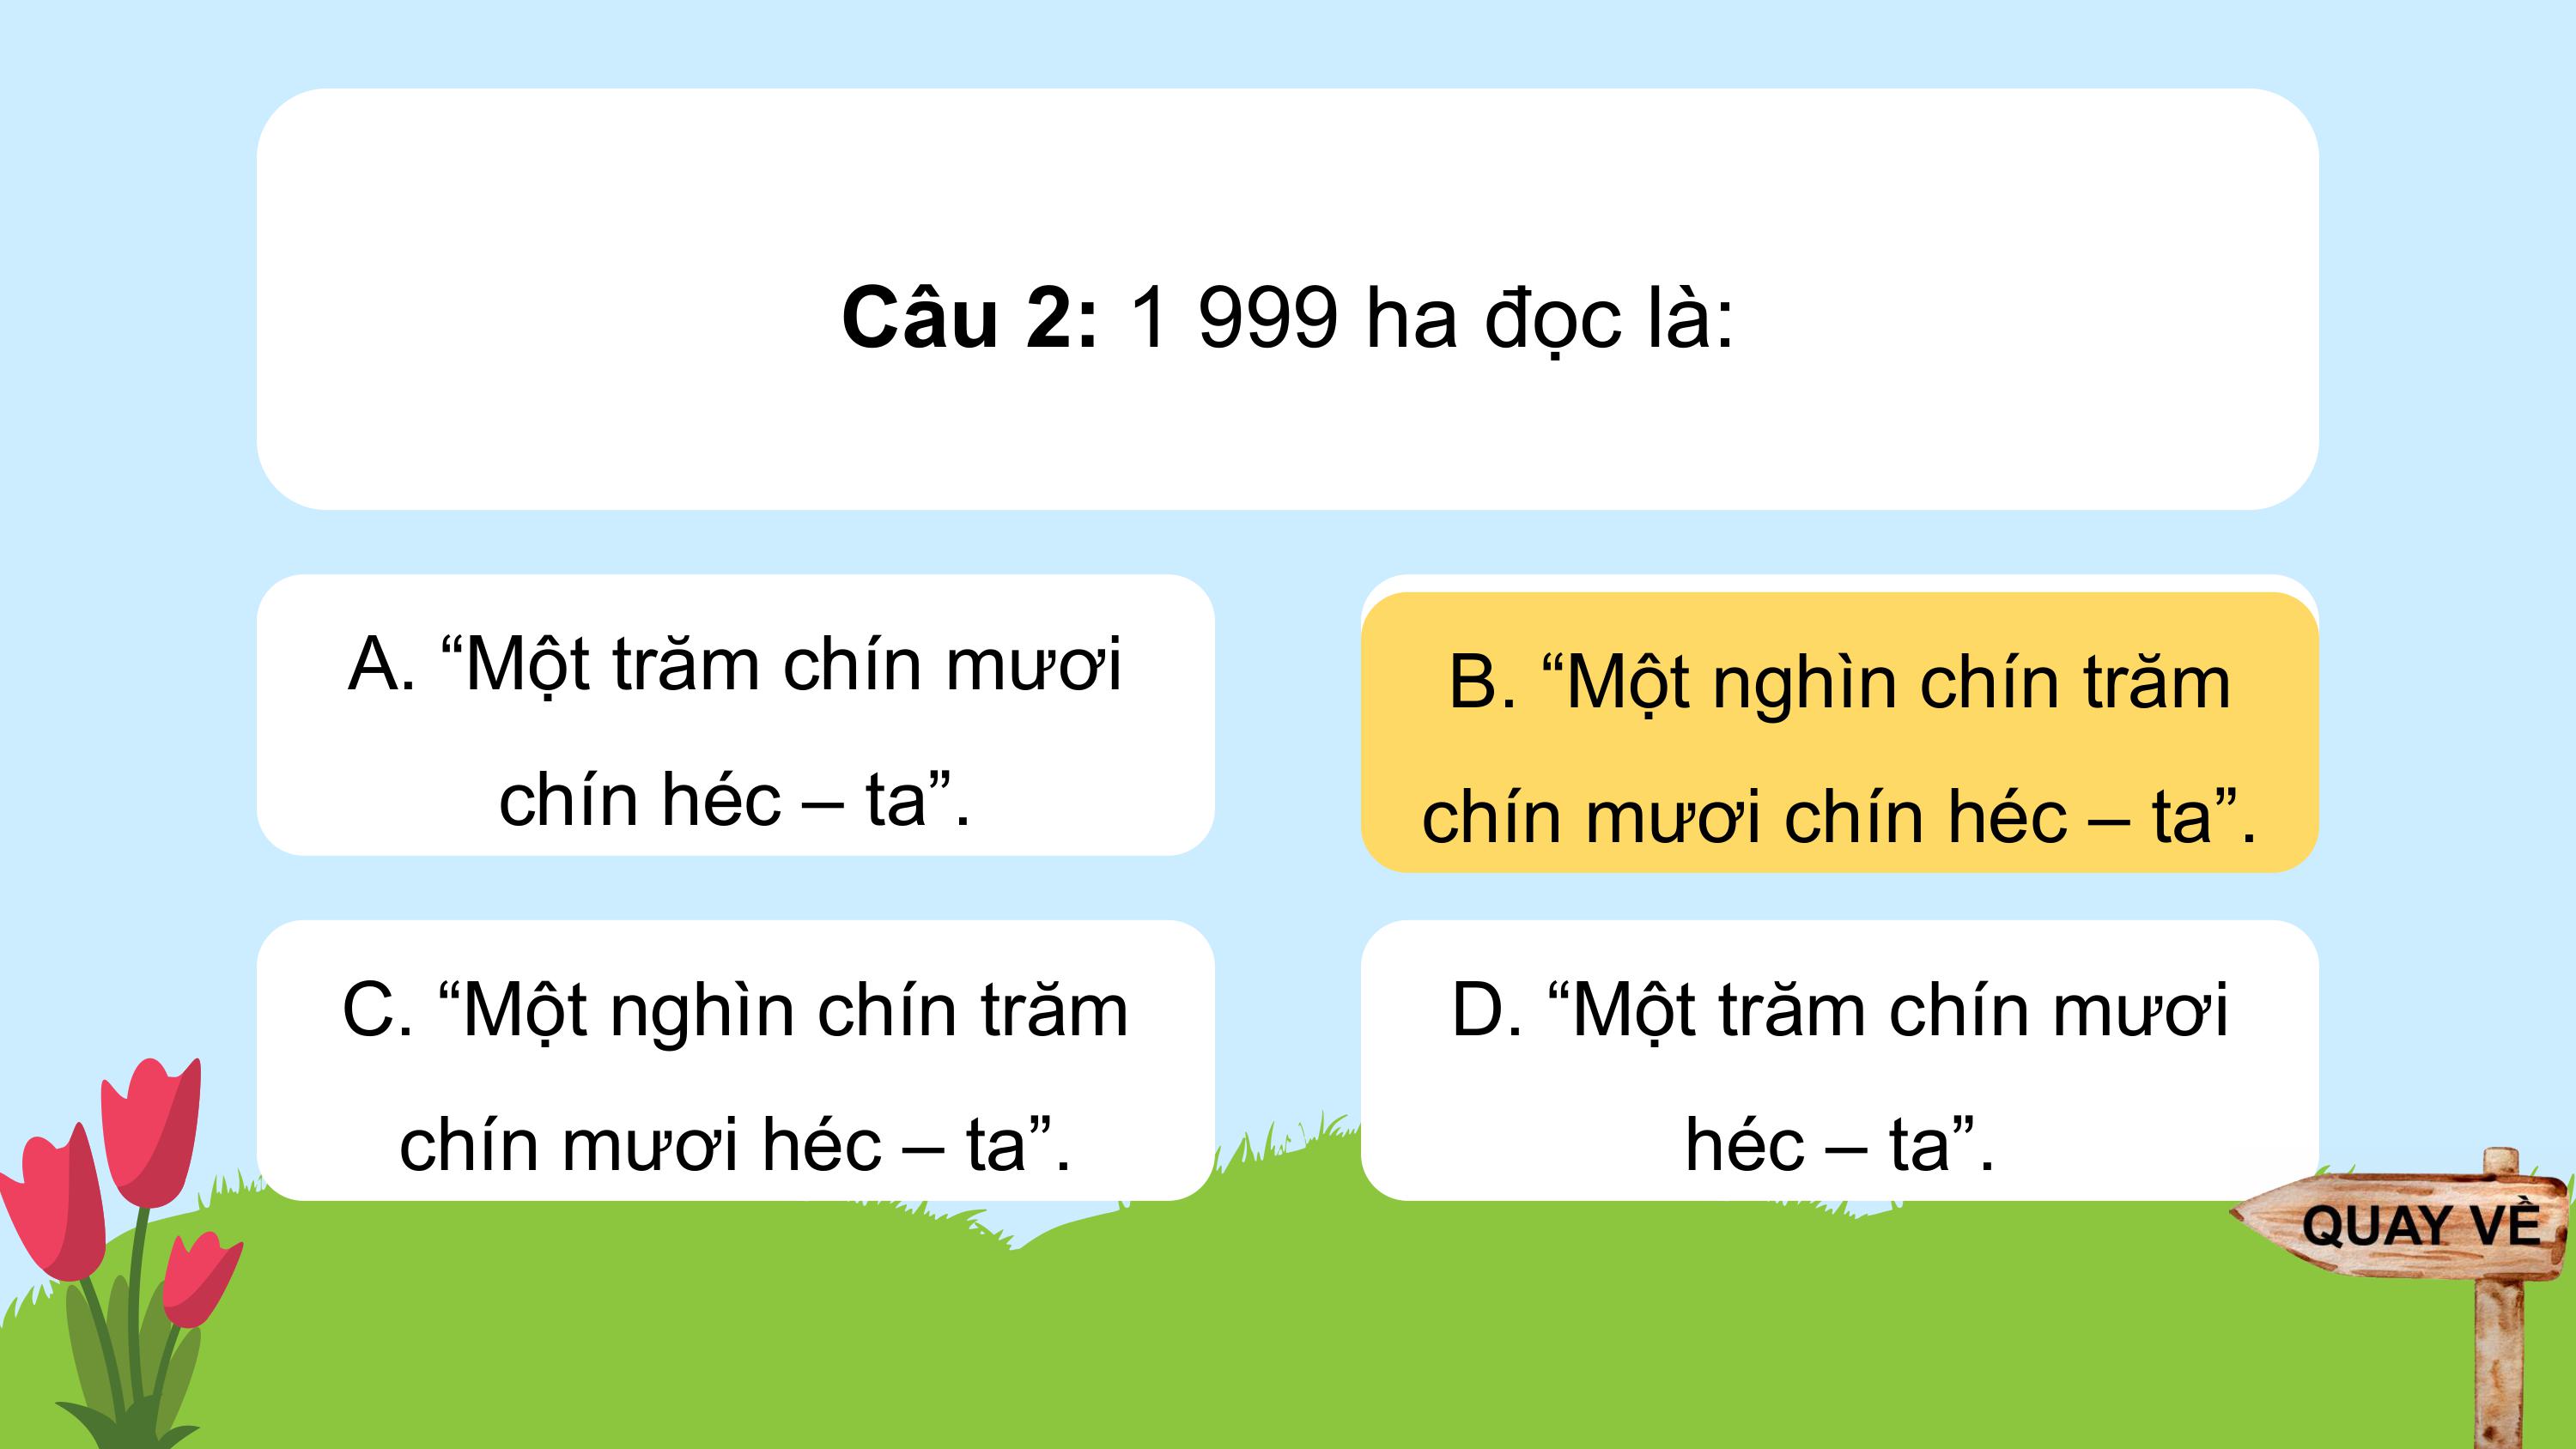 Câu 2: 1 999 ha đọc là:
A. “Một trăm chín mươi
chín héc – ta”.
B. “Một nghìn chín trăm
chín mươi chín héc – ta”.
C. “Một nghìn chín trăm
chín mươi héc – ta”.
D. “Một trăm chín mươi
héc – ta”.
QUAY VỀ